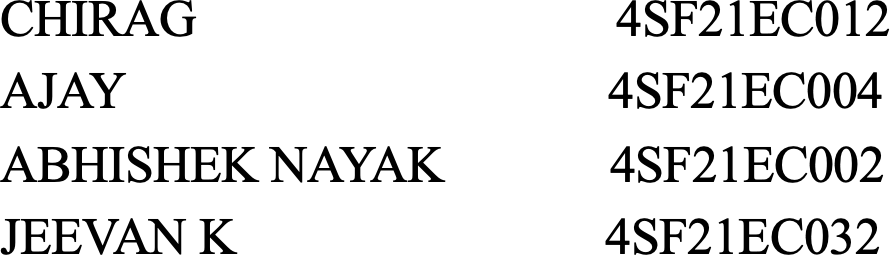 CHIRAG 4SF21EC012
AJAY 4SF21EC004
ABHISHEK NAYAK 4SF21EC002
JEEVAN K 4SF21EC032